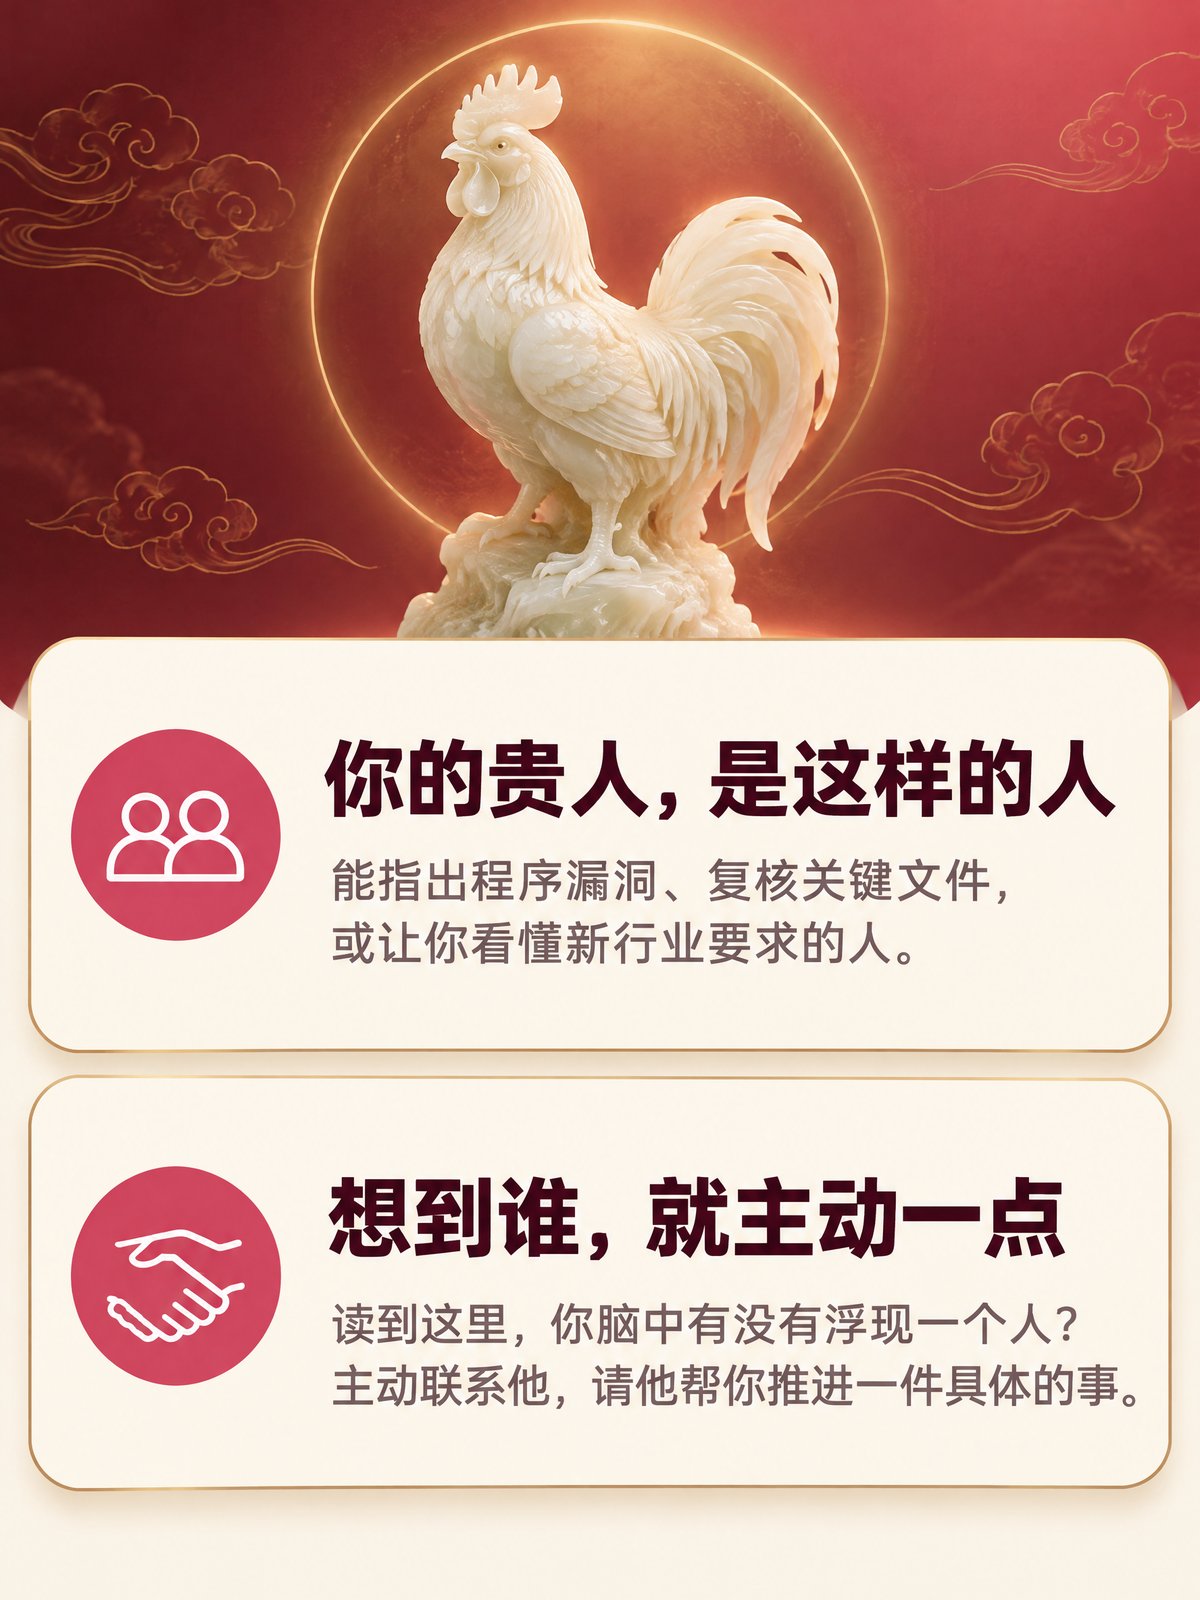 你的贵人，是这样的人
能指出程序漏洞、复核关键文件，
或让你看懂新行业要求的人。
想到谁，就主动一点
读到这里，你脑中有没有浮现一个人？
主动联系他，请他帮你推进一件具体的事。